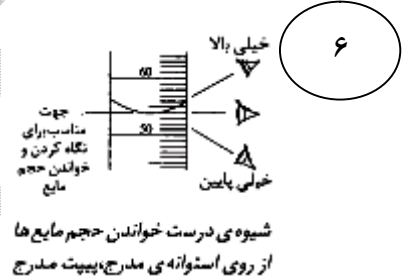 ۶
خیلی بالا
60
50
جهت
مناسب برای
نگاه کردن و
خواندن حجم
مایع
خیلی پایین
شیوه ی درست خواندن حجم مایع ها
از روی استوانه ی مدرج،پیپت مدرج